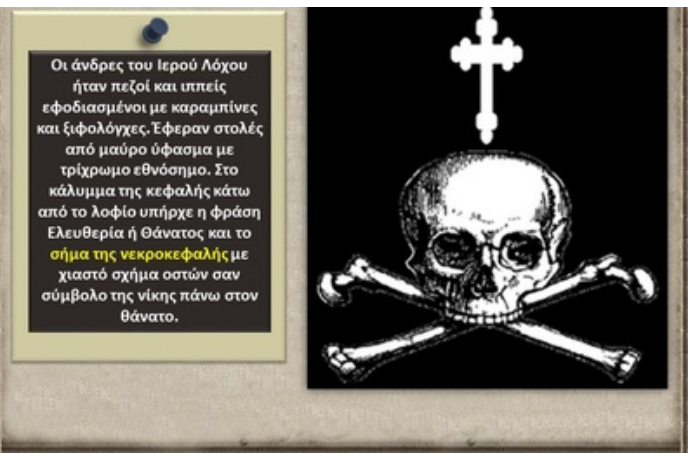 Οι άνδρες του Ιερού Λόχου
ήταν πεζοί και ιππείς
εφοδιασμένοι με καραμπίνες
και ξιφολόγχες. Έφεραν στολές
από μαύρο ύφασμα με
τρίχρωμο εθνόσημο. Στο
κάλυμμα της κεφαλής κάτω
από το λοφίο υπήρχε η φράση
Ελευθερία ή Θάνατος και το
σήμα της νεκροκεφαλής με
χιαστό σχήμα οστών σαν
σύμβολο της νίκης πάνω στον
θάνατο.